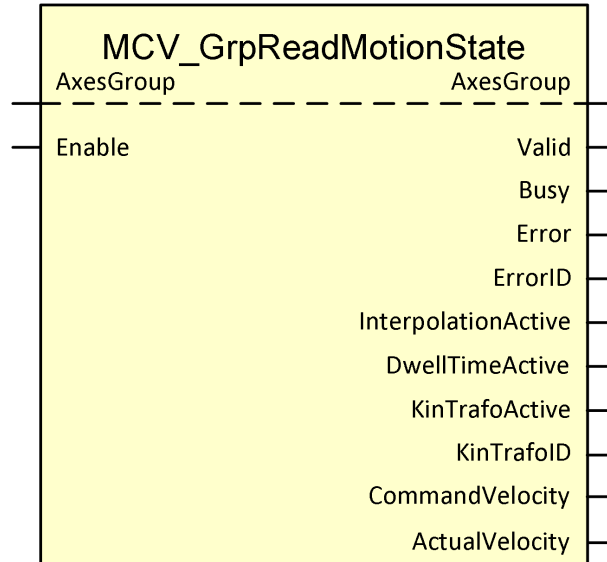 MCV_GrpReadMotionState
AxesGroup AxesGroup
Enable Valid
Busy
Error
ErrorID
InterpolationActive
DwellTimeActive
KinTrafoActive
KinTrafoID
CommandVelocity
ActualVelocity